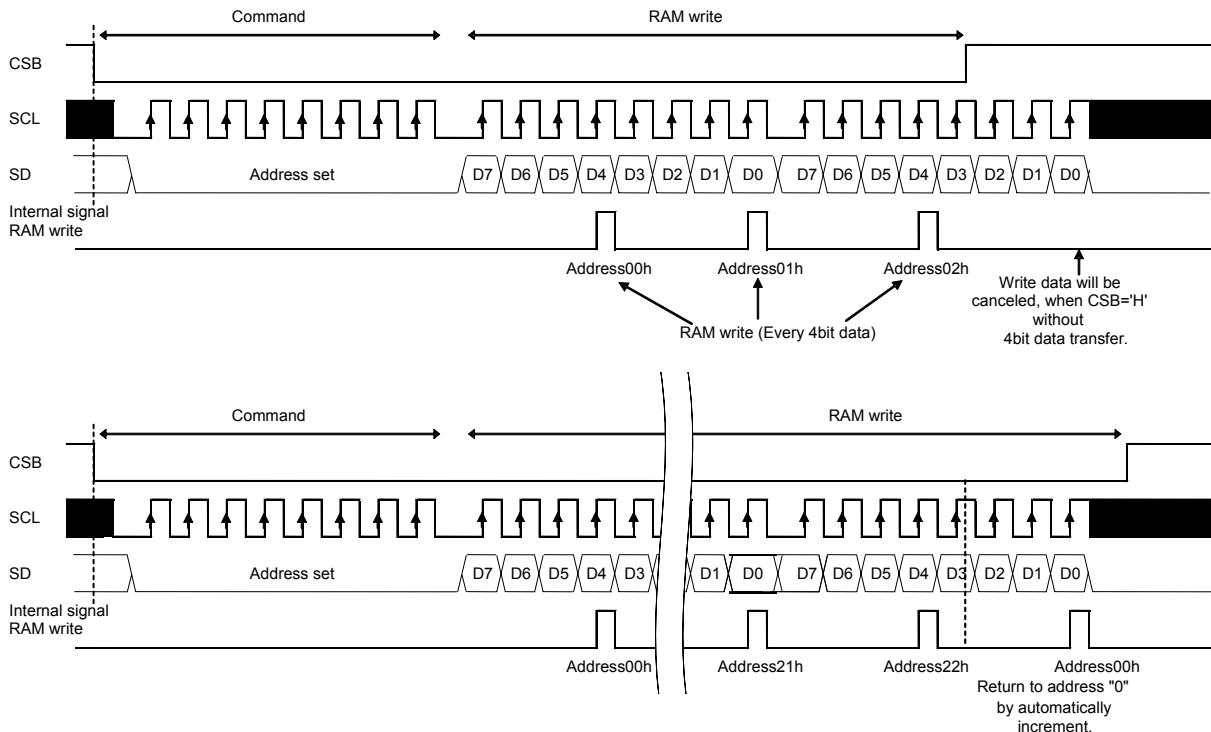 Command RAM write
CSB
SCL
SD Address set D7 D6 D5 D4 D3 D2 D1 D0 D7 D6 D5 D4 D3 D2 D1 D0
Internal signal
RAM write
Address00h Address01h Address02h
Write data will be
canceled, when CSB='H'
without
4bit data transfer.
RAM write (Every 4bit data)
Command RAM write
CSB
SCL
SD Address set D7 D6 D5 D4 D3 D1 D0 D7 D6 D5 D4 D3 D2 D1 D0
Internal signal
RAM write
Address00h Address21h Address22h Address00h
Return to address "0"
by automatically
increment.